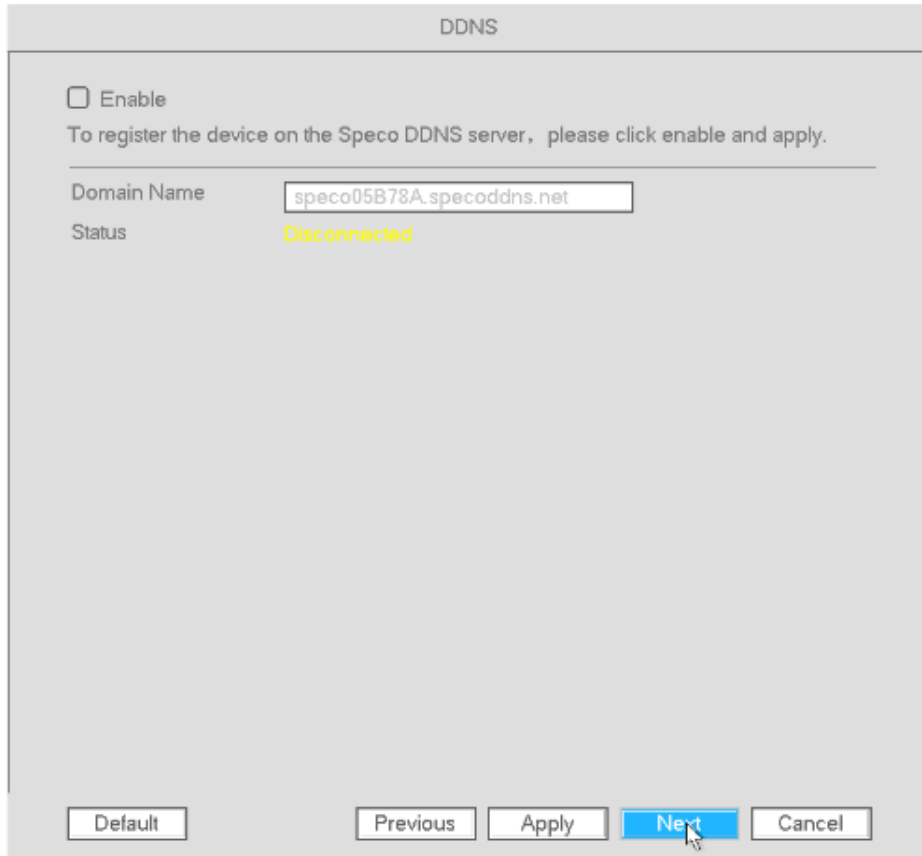 DDNS
Enable
To register the device on the Speco DDNS server, please click enable and apply.
Domain Name speco05B78A.specoddns.net
Status Disconnected
Default Previous Apply Next Cancel